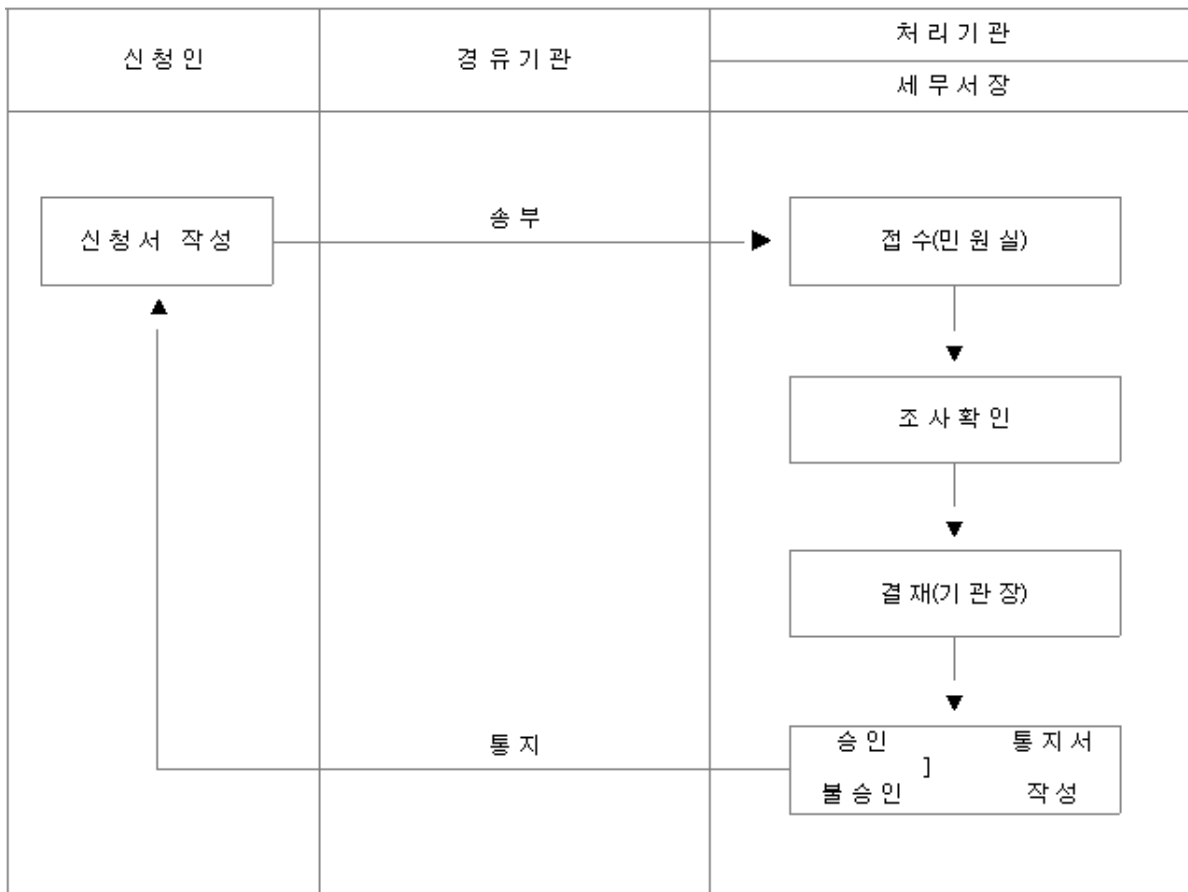 신청인
경유기관
처리기관
세무서장
신청서 작성
송부
접수(민원실)
조사확인
결재(기관장)
통지
승인 통지서
]
불승인 작성